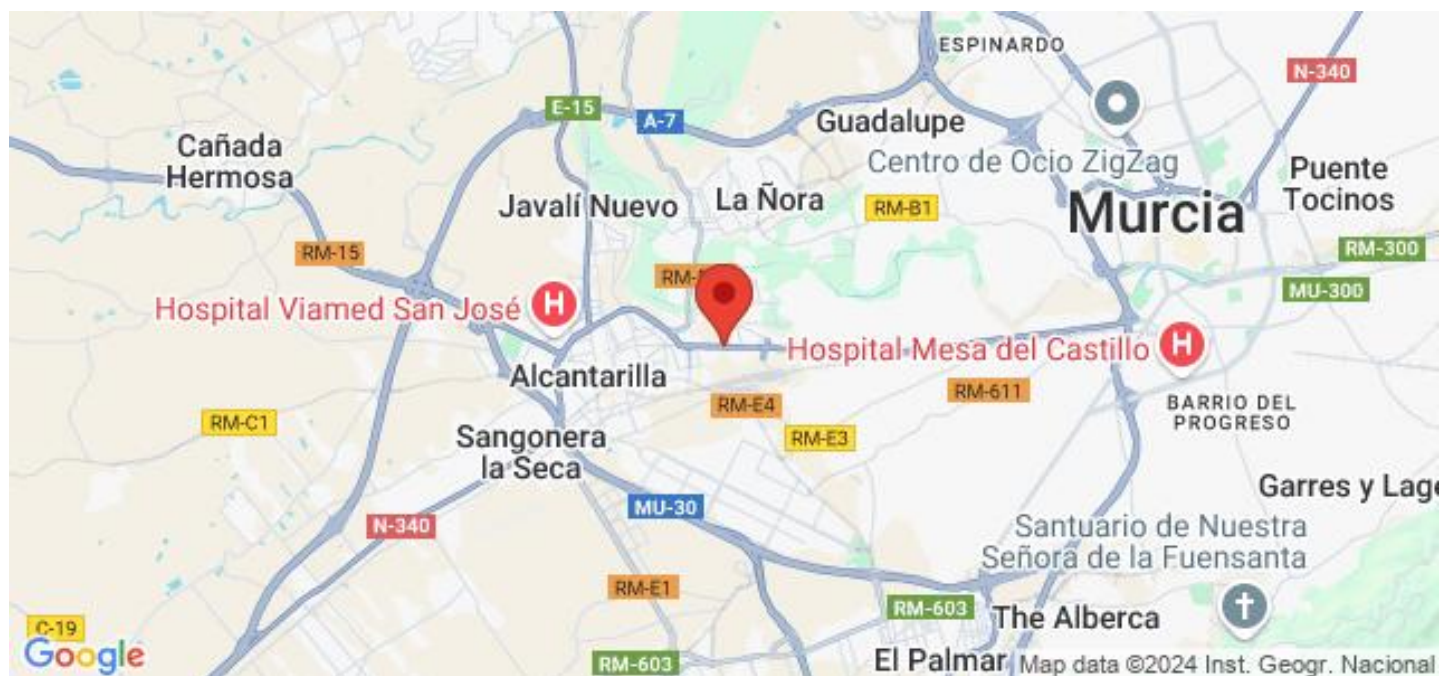 ESPINARDO
N-340
E-15
A-7
Guadalupe
Cañada
Hermosa
Centro de Ocio ZigZag
Puente
Tocinos
Javalí Nuevo
La Ñora
RM-B1
Murcia
RM-15
RM-300
MU-300
Hospital Viamed San José
H
Hospital Mesa del Castillo
H
Alcantarilla
RM-E4
RM-611
BARRIO DEL
PROGRESO
RM-C1
RM-E3
Sangonera
la Seca
Garres y Lage
MU-30
N-340
Santuario de Nuestra
Señora de la Fuensanta
RM-E1
RM-603
The Alberca
C-19
Google
RM-603
El Palmar
Map data ©2024 Inst. Geogr. Nacional